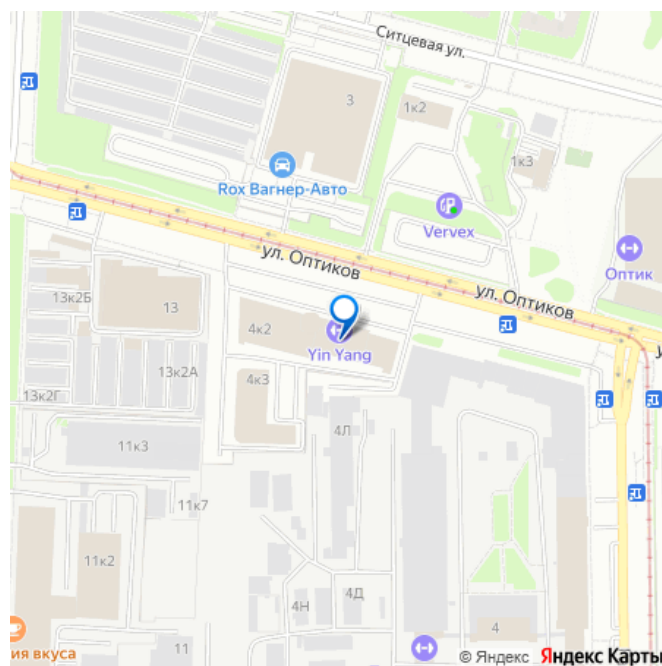 Ситцевая ул.
3
1к2
1к3
Rox Вагнер-Авто
Vervex
Оптик
ул. Оптиков
ул. Оптиков
13к2Б
13
4к2
Yin Yang
13к2А
4к3
13к2Г
4Л
11к3
11к7
11к2
4Н
4Д
4
11
ия вкуса
© Яндекс Яндекс Карты